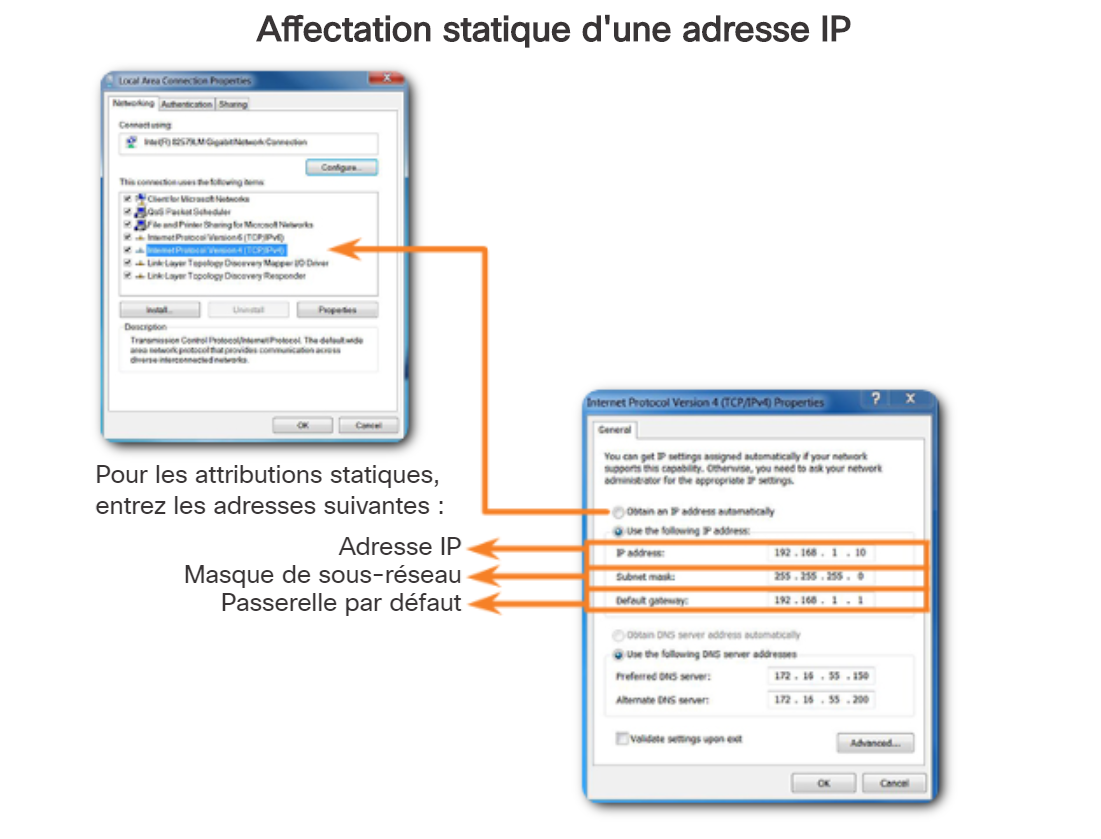 Affectation statique d'une adresse IP
Local Area Connection Properties
Networking Authentication Sharing
Connect using:
Intel(R) 82579LM Gigabit Network Connection
Configure...
This connection uses the following items:
Client for Microsoft Networks
QoS Packet Scheduler
File and Printer Sharing for Microsoft Networks
Internet Protocol Version 6 (TCP/IPv6)
Internet Protocol Version 4 (TCP/IPv4)
Link Layer Topology Discovery Mapper I/O Driver
Link Layer Topology Discovery Responder
Install... Uninstall Properties
Description
Transmission Control Protocol/Internet Protocol. The default wide
area network protocol that provides communication across
diverse interconnected networks.
OK Cancel
Pour les attributions statiques,
entrez les adresses suivantes :
Adresse IP
Masque de sous-réseau
Passerelle par défaut
Internet Protocol Version 4 (TCP/IPv4) Properties
General
You can get IP settings assigned automatically if your network
supports this capability. Otherwise, you need to ask your network
administrator for the appropriate IP settings.
Obtain an IP address automatically
Use the following IP address:
IP address: 192 . 168 . 1 . 10
Subnet mask: 255 . 255 . 255 . 0
Default gateway: 192 . 168 . 1 . 1
Obtain DNS server address automatically
Use the following DNS server addresses
Preferred DNS server: 172 . 16 . 55 . 150
Alternate DNS server: 172 . 16 . 55 . 200
Validate settings upon exit
Advanced...
OK Cancel